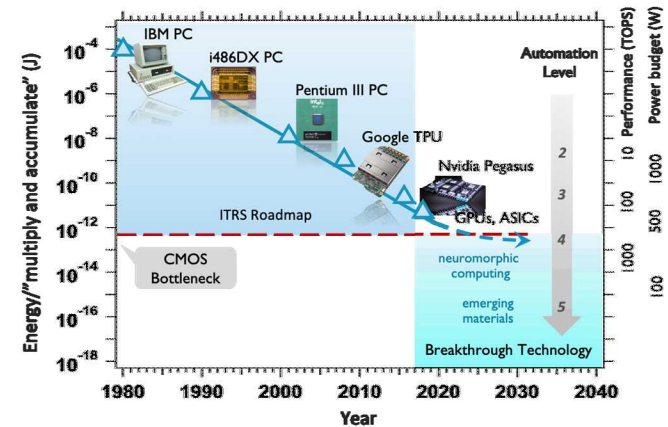 IBM PC
i486DX PC
Pentium III PC
intel
Google TPU
Nvidia Pegasus
GPUs, ASICs
ITRS Roadmap
CMOS
Bottleneck
neuromorphic
computing
emerging
materials
Breakthrough Technology
Automation
Level
2
3
4
5
Energy/"multiply and accumulate" (J)
10⁻⁴
10⁻⁶
10⁻⁸
10⁻¹⁰
10⁻¹²
10⁻¹⁴
10⁻¹⁶
10⁻¹⁸
1980 1990 2000 2010 2020 2030 2040
Year
Performance (TOPS)
10
100
1000
Power budget (W)
1000
500
100